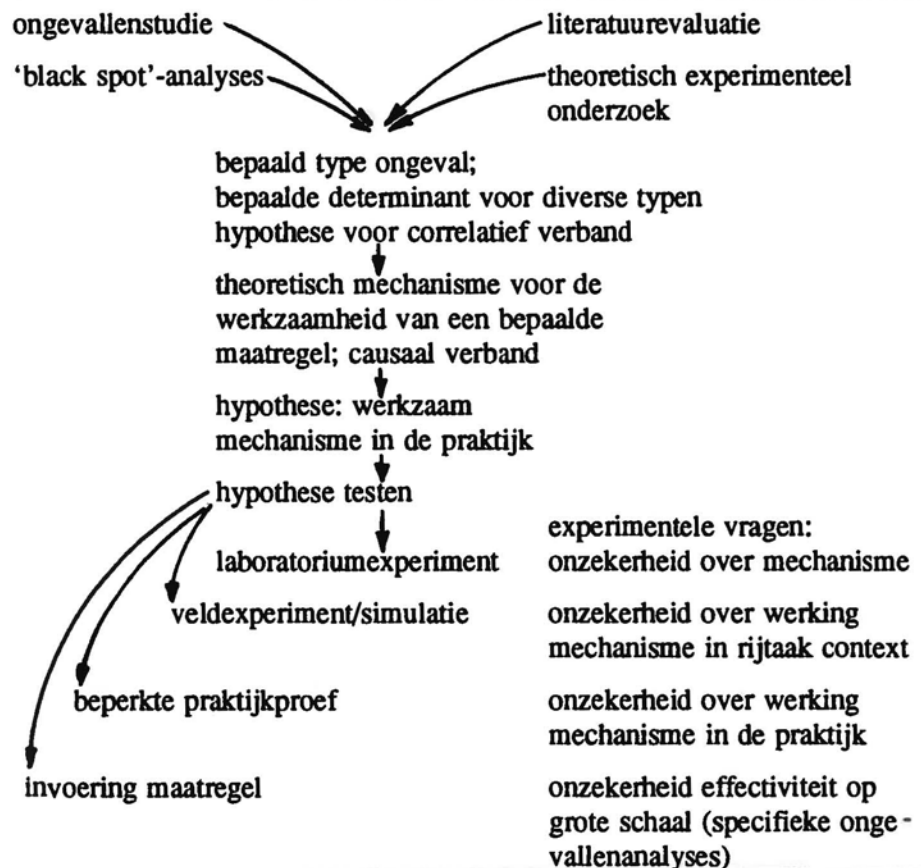 ongevallenstudie
literatuurevaluatie
‘black spot’-analyses
theoretisch experimenteel
onderzoek
bepaald type ongeval;
bepaalde determinant voor diverse typen
hypothese voor correlatief verband
theoretisch mechanisme voor de
werkzaamheid van een bepaalde
maatregel; causaal verband
hypothese: werkzaam
mechanisme in de praktijk
hypothese testen
experimentele vragen:
laboratoriumexperiment
onzekerheid over mechanisme
veldexperiment/simulatie
onzekerheid over werking
mechanisme in rijtaak context
beperkte praktijkproef
onzekerheid over werking
mechanisme in de praktijk
invoering maatregel
onzekerheid effectiviteit op
grote schaal (specifieke onge-
vallenanalyses)